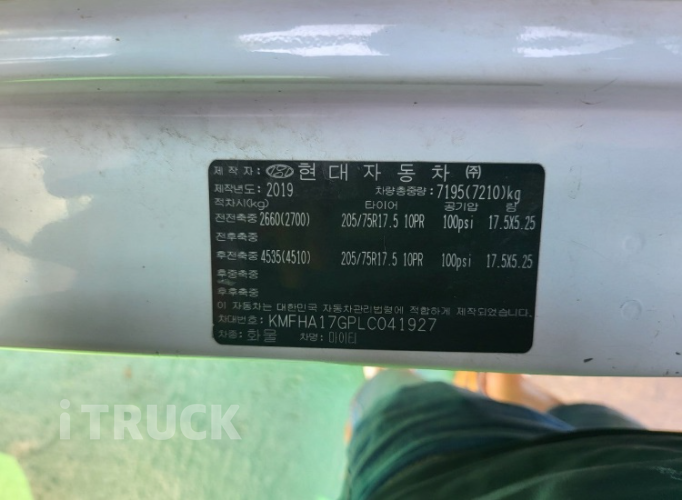 제 작 자: 현대자동차 ㈜
제작년도: 2019 차량총중량: 7195(7210)kg
적차시(kg) 타이어 공기압 림
전전축중 2660(2700) 205/75R17.5 10PR 100psi 17.5X5.25
전후축중
후전축중 4535(4510) 205/75R17.5 10PR 100psi 17.5X5.25
후중축중
후후축중
이 자동차는 대한민국 자동차관리법령에 적합하게 제작되었습니다
차대번호: KMFHA17GPLC041927
차종: 화물 차명: 마이티
iTRUCK